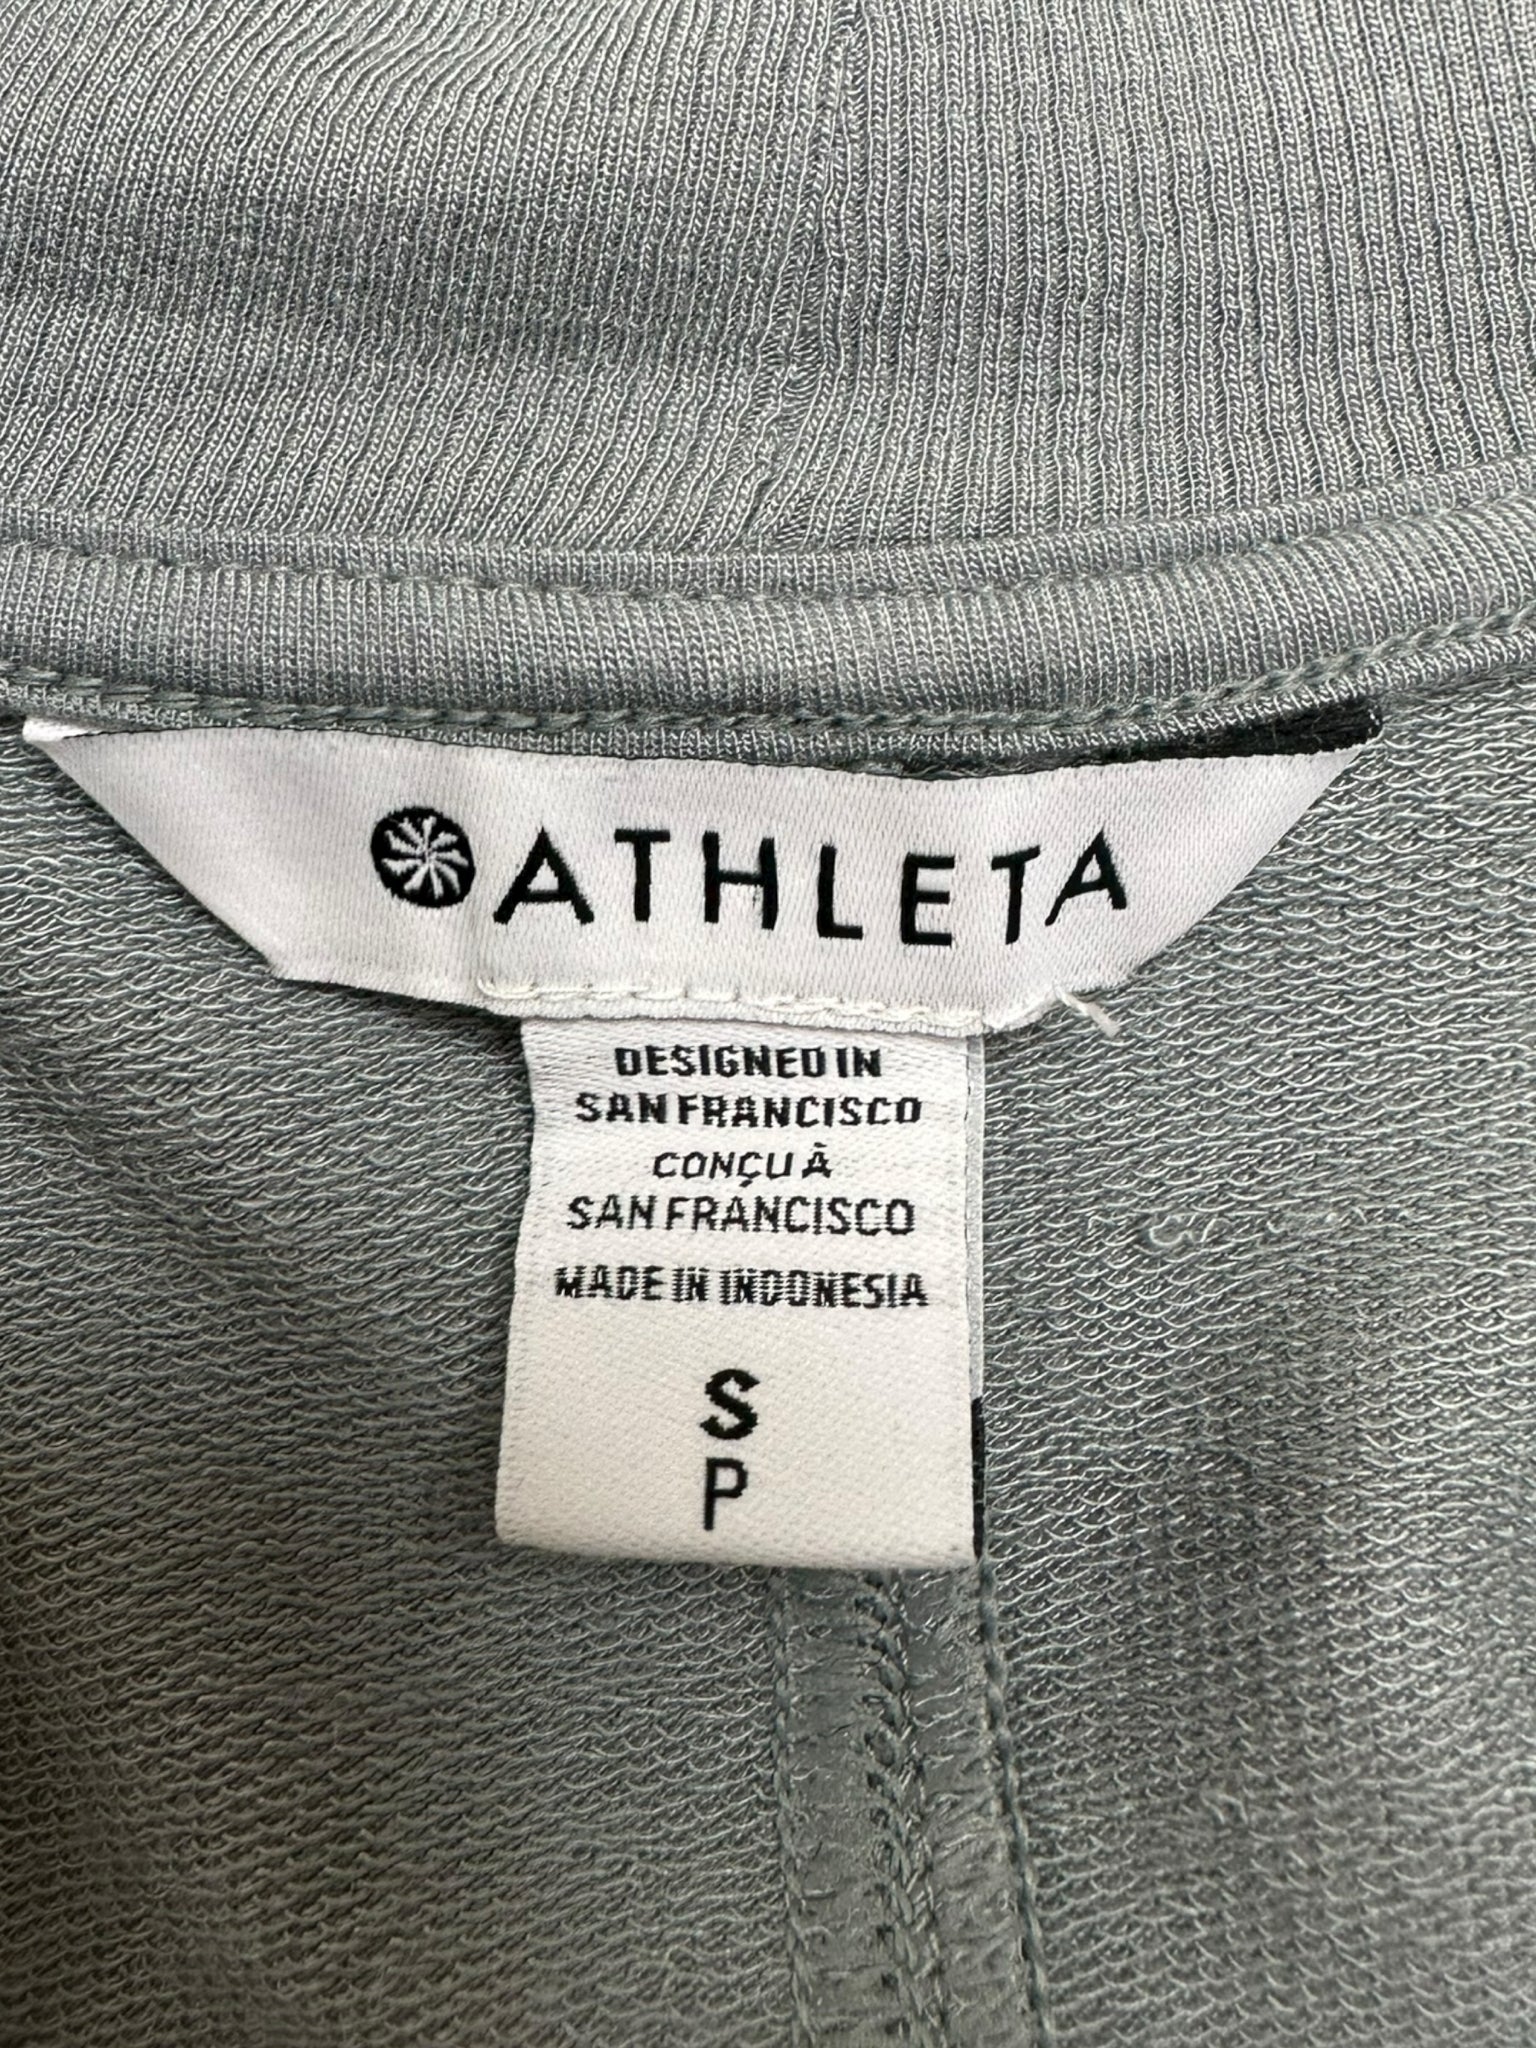 ATHLETA
DESIGNED IN
SAN FRANCISCO
CONÇU À
SAN FRANCISCO
MADE IN INDONESIA
S
P